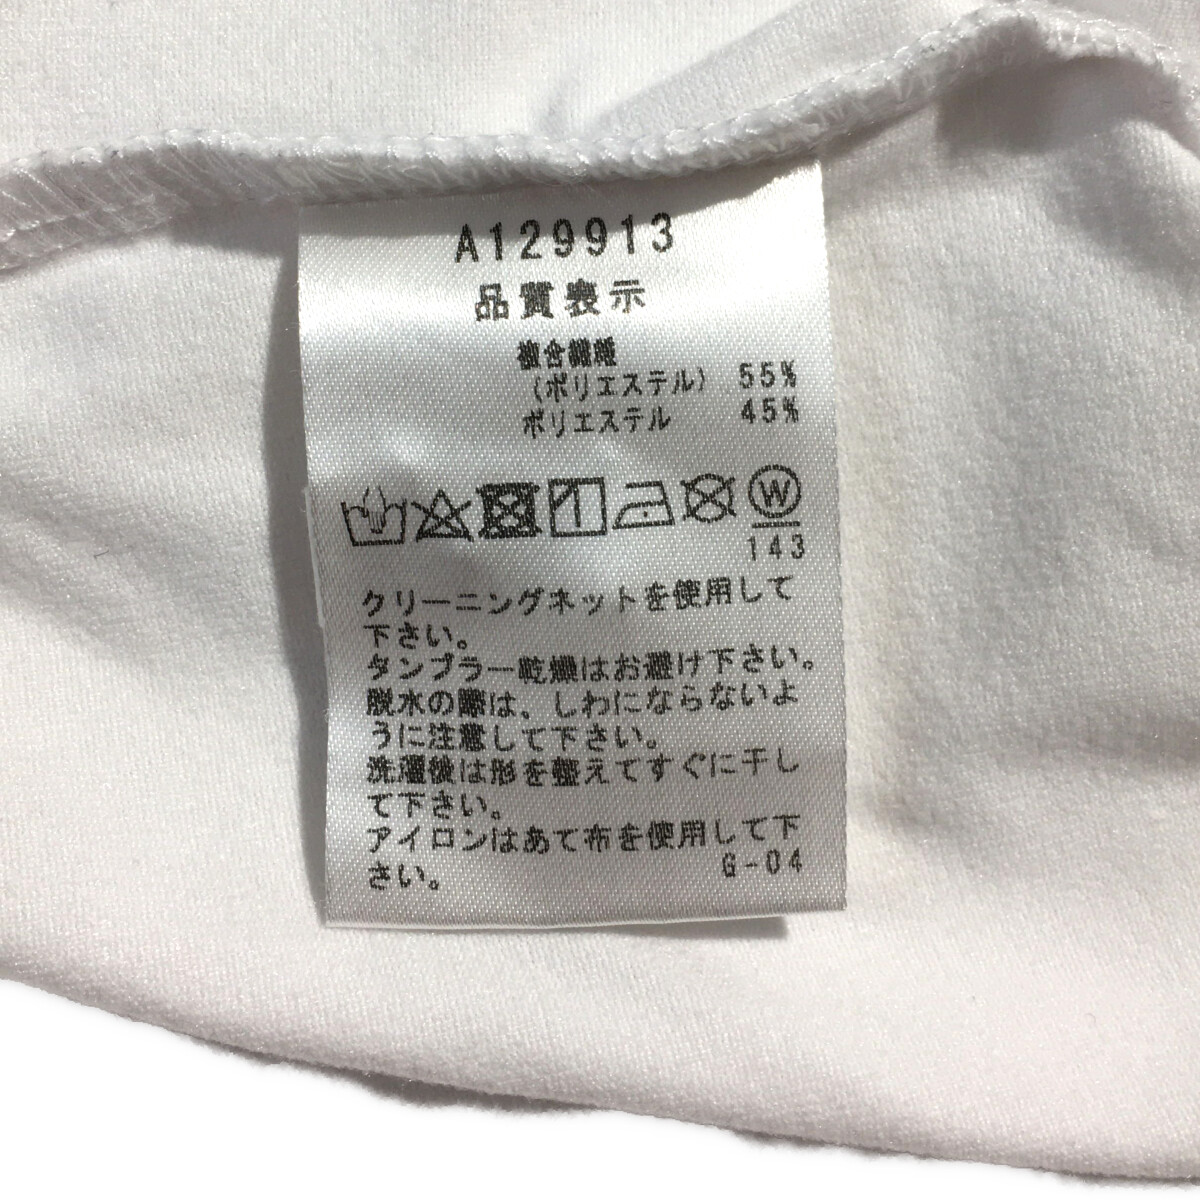 A129913
品質表示
複合繊維
(ポリエステル) 55%
ポリエステル 45%
W
143
クリーニングネットを使用して
下さい。
タンブラー乾燥はお避け下さい。
脱水の際は、しわにならないよ
うに注意して下さい。
洗濯後は形を整えてすぐに干し
て下さい。
アイロンはあて布を使用して下
さい。 G-04